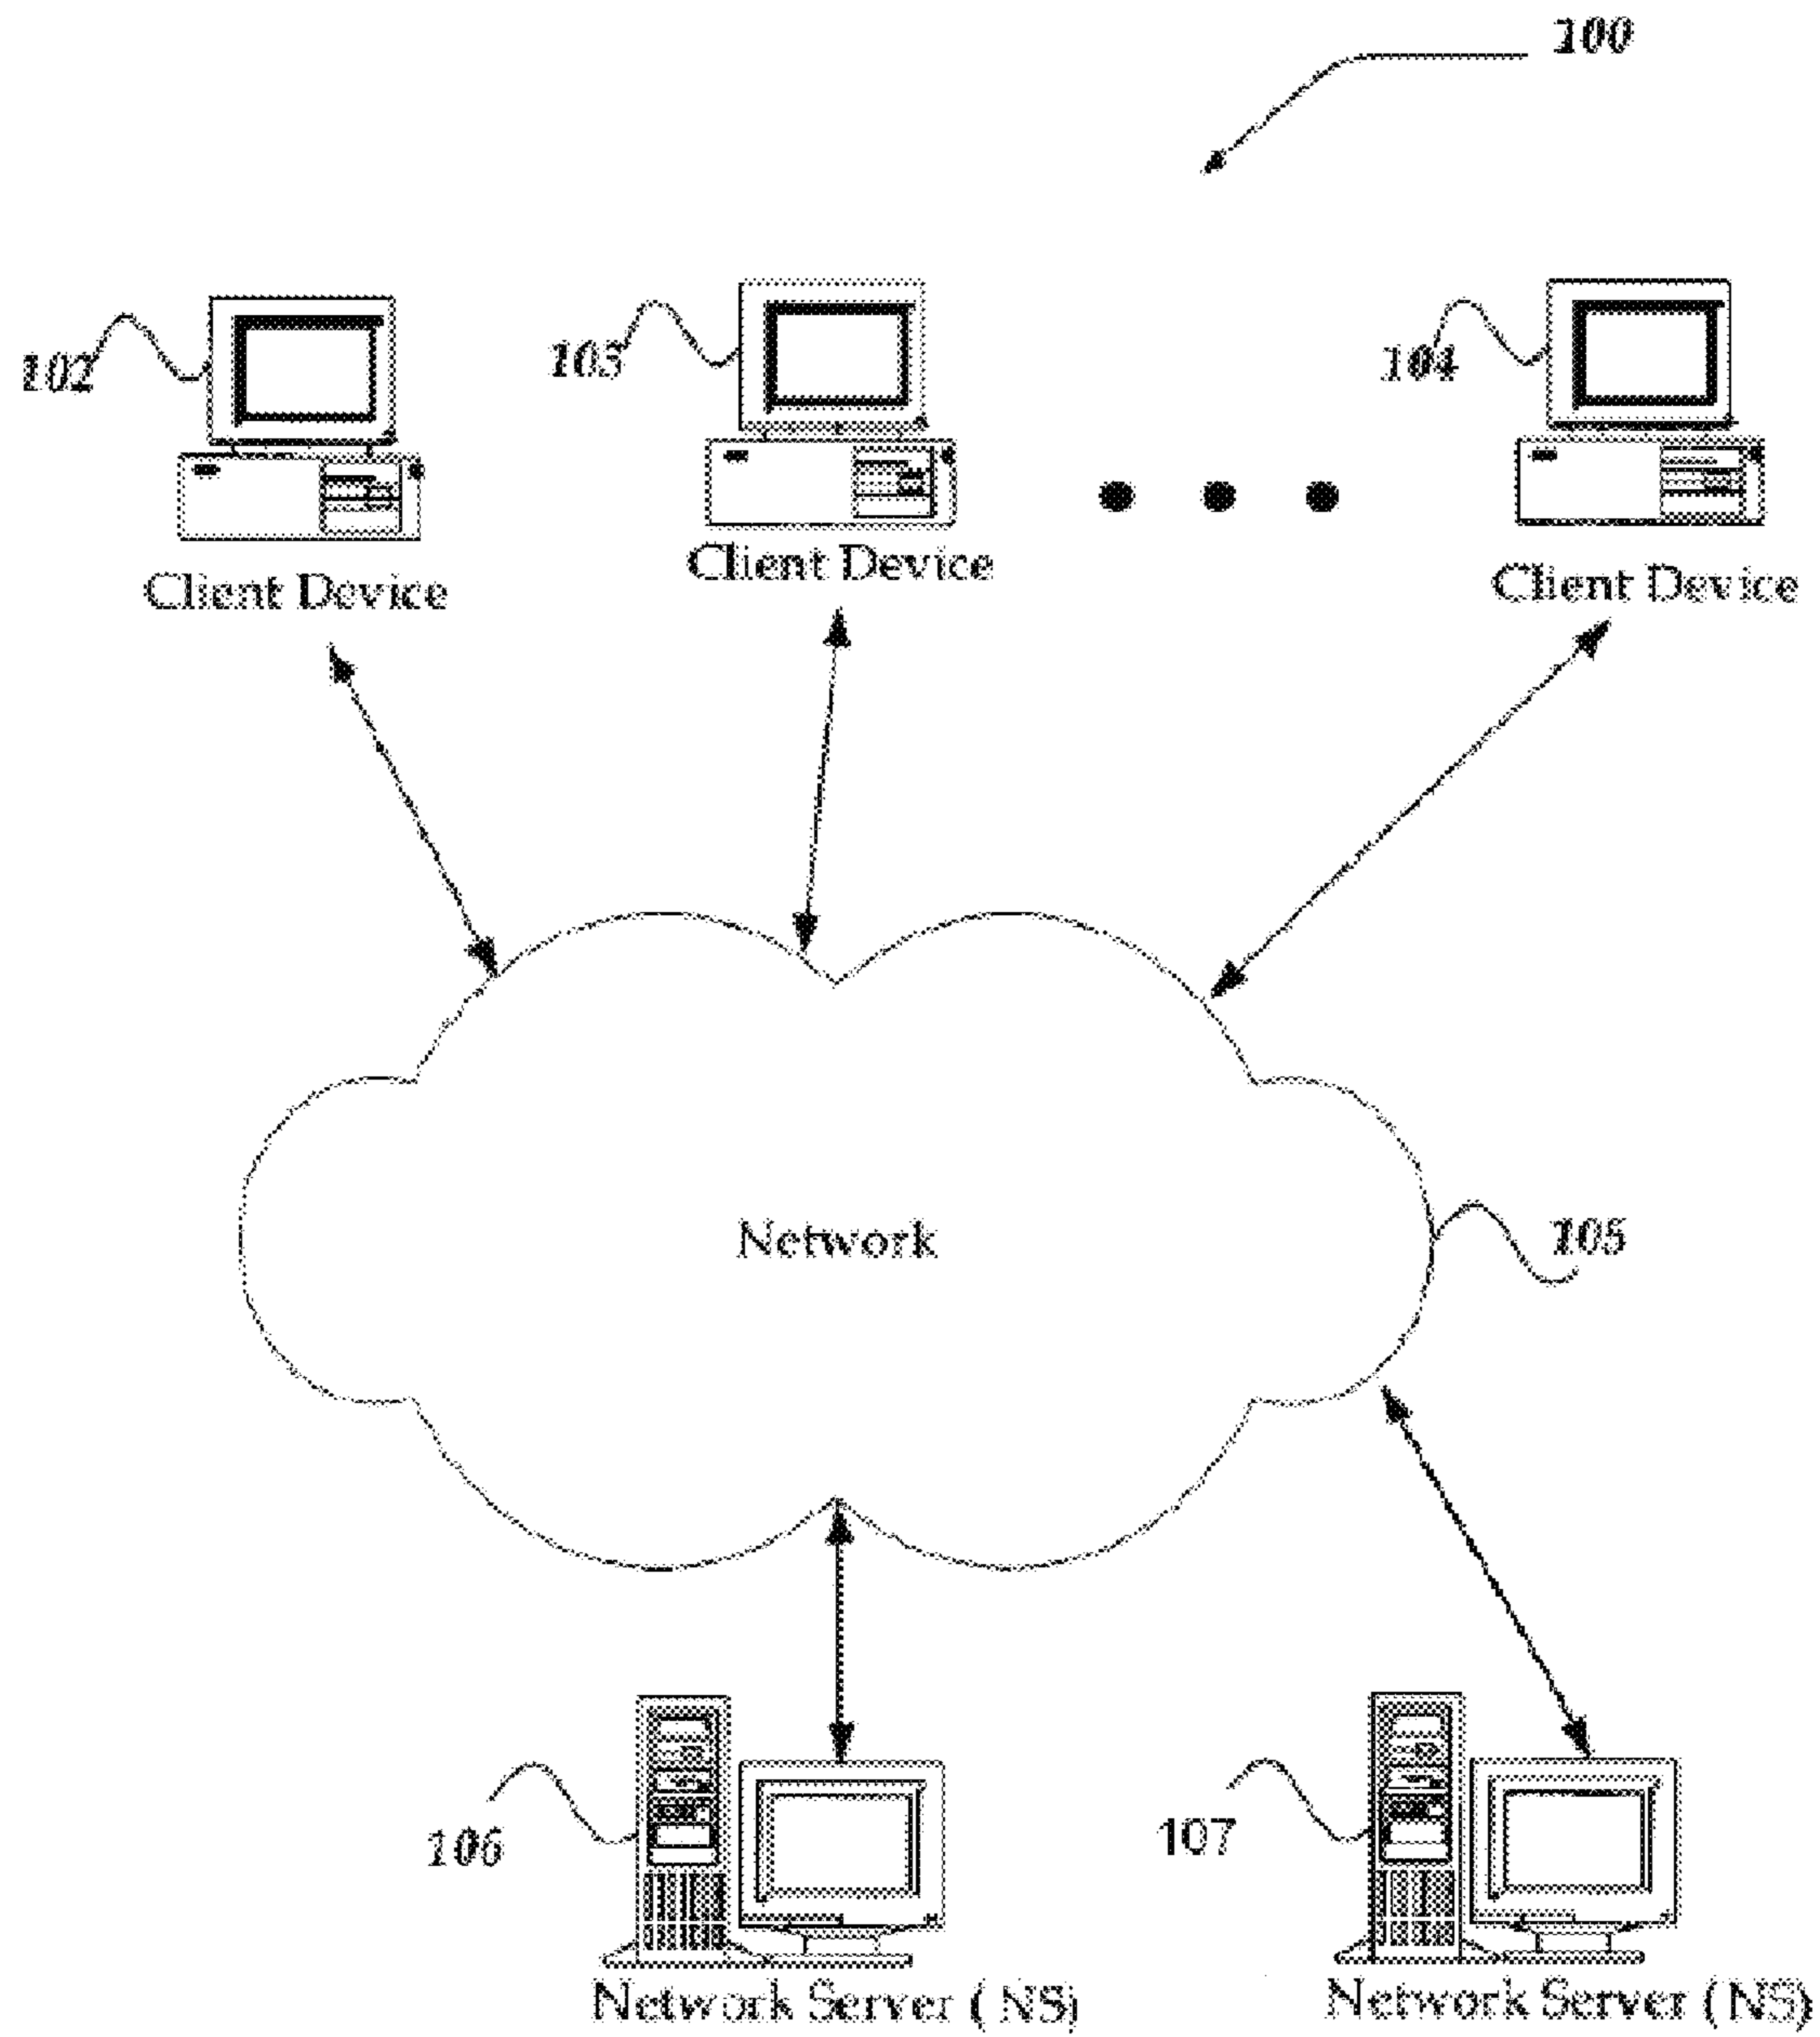 100
102
103
104
Client Device
Client Device
Client Device
Network
105
106
107
Network Server ( NS)
Network Server ( NS)